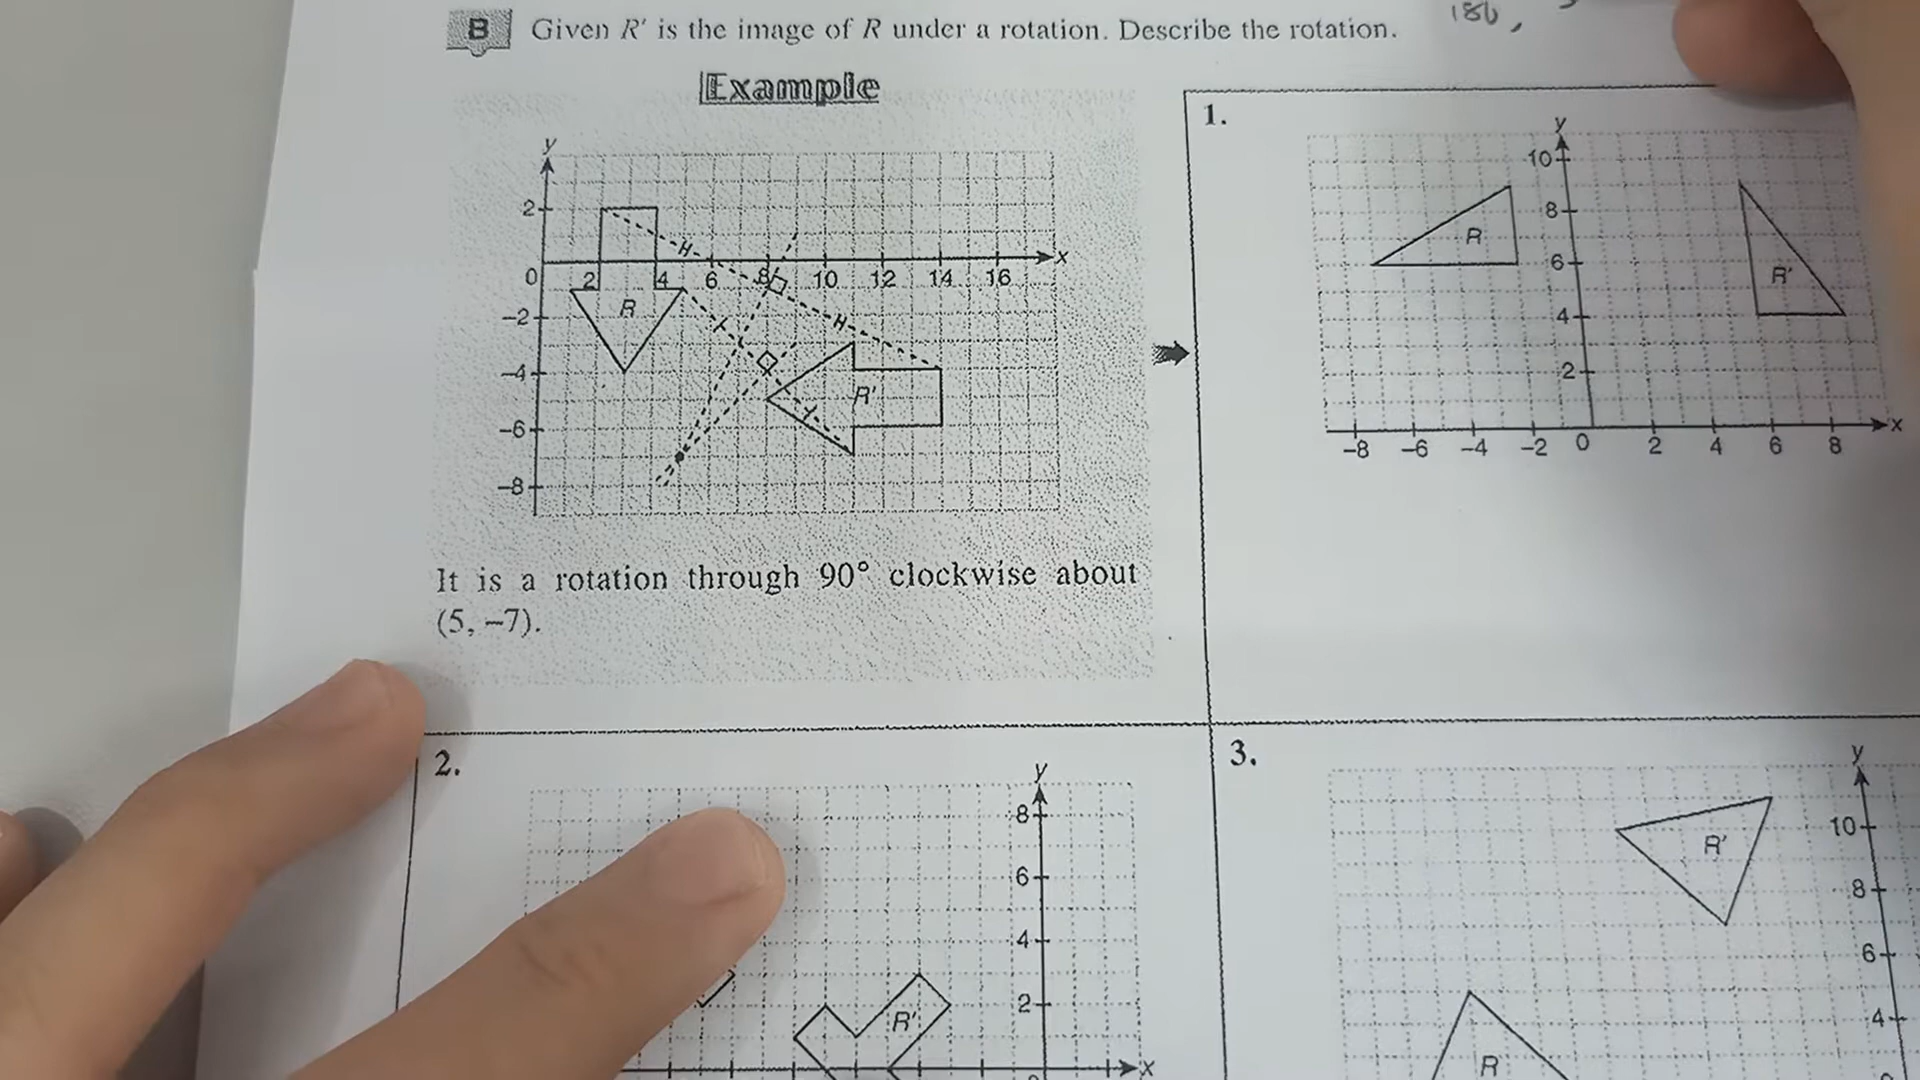 B Given R' is the image of R under a rotation. Describe the rotation.
180,
Example
y
2
0 2 4 6 8 10 12 14 16 x
R
-2
-4
R'
-6
-8
It is a rotation through 90° clockwise about
(5, -7).
1.
y
10
8
R
6
R'
4
2
-8 -6 -4 -2 0 2 4 6 8 x
2.
y
8
6
4
2
R'
x
3.
y
R'
10
8
6
4
R